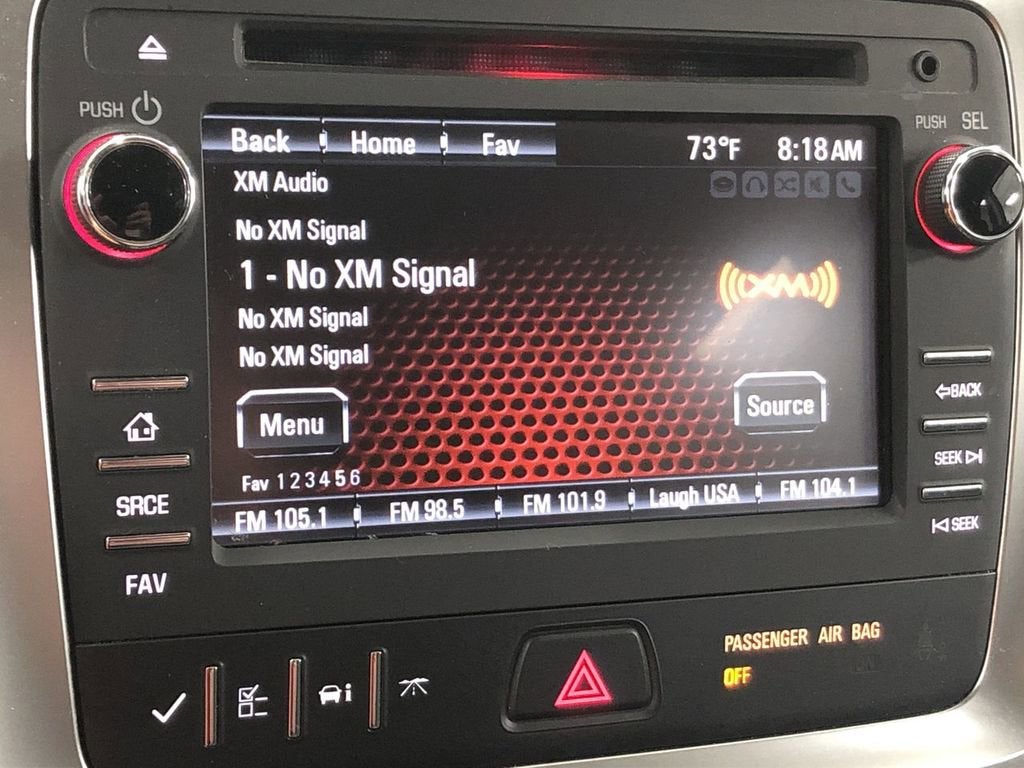 PUSH
PUSH SEL
Back Home Fav 73°F 8:18AM
XM Audio
No XM Signal
1 - No XM Signal
((XM))
No XM Signal
No XM Signal
Menu Source
Fav 1 2 3 4 5 6
FM 105.1 FM 98.5 FM 101.9 Laugh USA FM 104.1
SRCE
FAV
BACK
SEEK
SEEK
i
PASSENGER AIR BAG
OFF